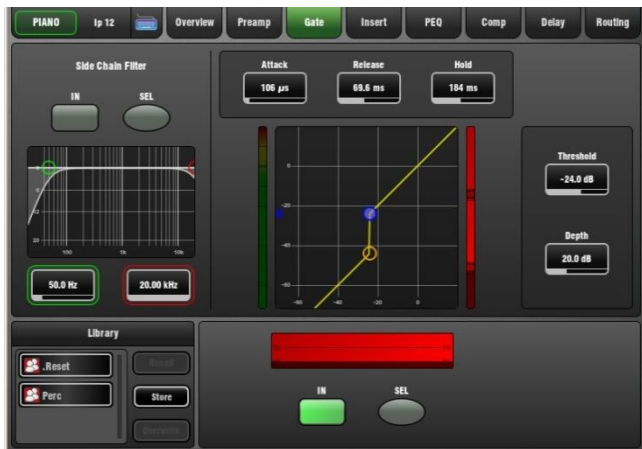 PIANO Ip 12 Overview Preamp Gate Insert PEQ Comp Delay Routing
Side Chain Filter
IN SEL
Attack Release Hold
106 µs 69.6 ms 184 ms
0
-20
-40
-60
-60 -40 -20 0
100 1k 10k
50.0 Hz 20.00 kHz
Threshold
-24.0 dB
Depth
20.0 dB
Library
.Reset Recall
Perc Store
Overwrite
IN SEL